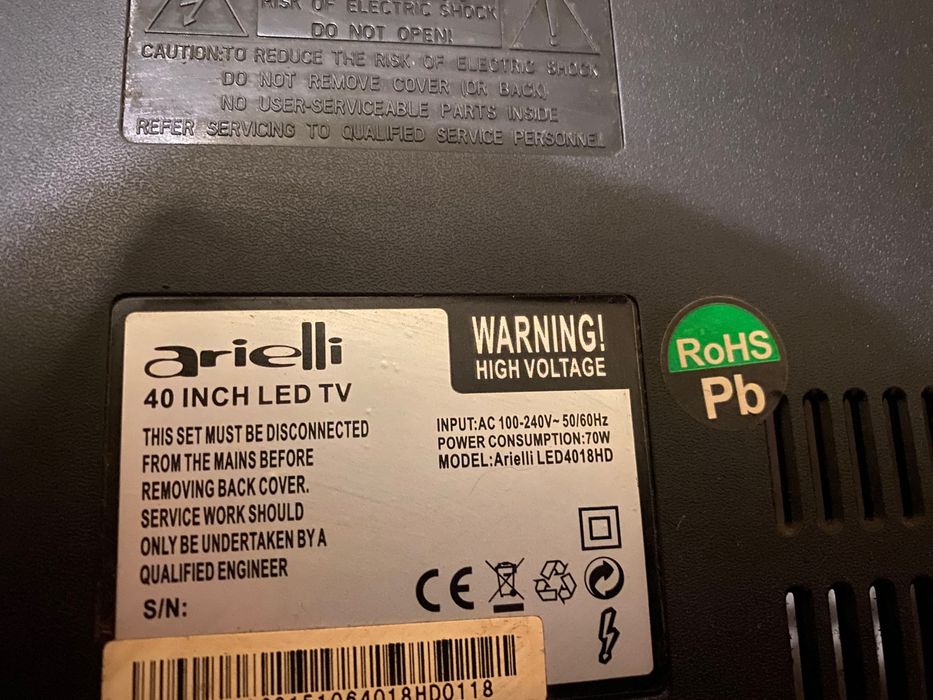 RISK OF ELECTRIC SHOCK
DO NOT OPEN!
CAUTION:TO REDUCE THE RISK OF ELECTRIC SHOCK
DO NOT REMOVE COVER (OR BACK)
NO USER-SERVICEABLE PARTS INSIDE
REFER SERVICING TO QUALIFIED SERVICE PERSONNEL
arielli
40 INCH LED TV
THIS SET MUST BE DISCONNECTED
FROM THE MAINS BEFORE
REMOVING BACK COVER.
SERVICE WORK SHOULD
ONLY BE UNDERTAKEN BY A
QUALIFIED ENGINEER
S/N:
WARNING!
HIGH VOLTAGE
INPUT:AC 100-240V~ 50/60Hz
POWER CONSUMPTION:70W
MODEL:Arielli LED4018HD
CE
RoHS
Pb